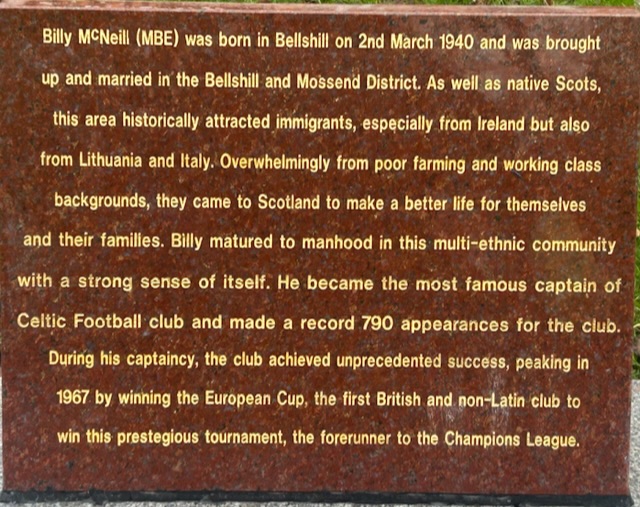 Billy McNeill (MBE) was born in Bellshill on 2nd March 1940 and was brought
up and married in the Bellshill and Mossend District. As well as native Scots,
this area historically attracted immigrants, especially from Ireland but also
from Lithuania and Italy. Overwhelmingly from poor farming and working class
backgrounds, they came to Scotland to make a better life for themselves
and their families. Billy matured to manhood in this multi-ethnic community
with a strong sense of itself. He became the most famous captain of
Celtic Football club and made a record 790 appearances for the club.
During his captaincy, the club achieved unprecedented success, peaking in
1967 by winning the European Cup, the first British and non-Latin club to
win this prestegious tournament, the forerunner to the Champions League.